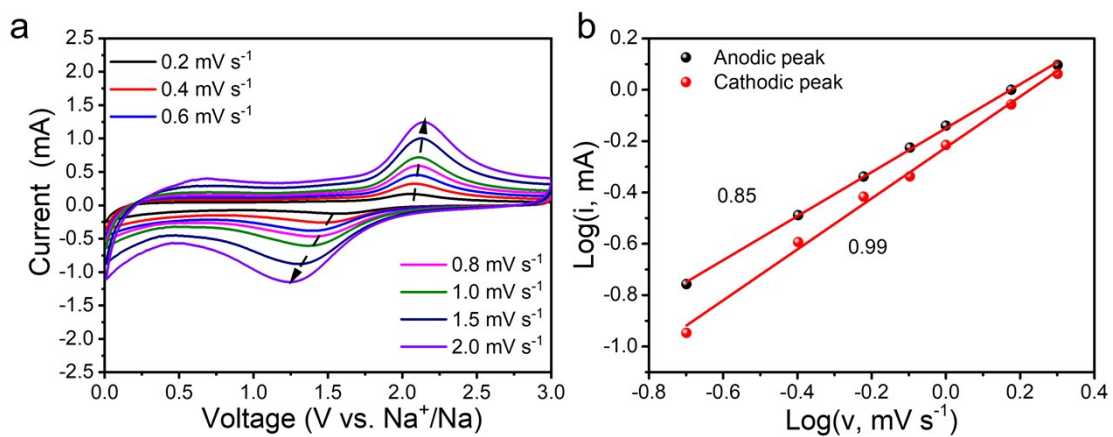 a
2.5
2.0
1.5
1.0
0.5
0.0
-0.5
-1.0
-1.5
-2.0
-2.5
Current (mA)
0.2 mV s⁻¹
0.4 mV s⁻¹
0.6 mV s⁻¹
0.8 mV s⁻¹
1.0 mV s⁻¹
1.5 mV s⁻¹
2.0 mV s⁻¹
0.0 0.5 1.0 1.5 2.0 2.5 3.0
Voltage (V vs. Na⁺/Na)
b
0.2
0.0
-0.2
-0.4
-0.6
-0.8
-1.0
Log(i, mA)
Anodic peak
Cathodic peak
0.85
0.99
-0.8 -0.6 -0.4 -0.2 0.0 0.2 0.4
Log(v, mV s⁻¹)